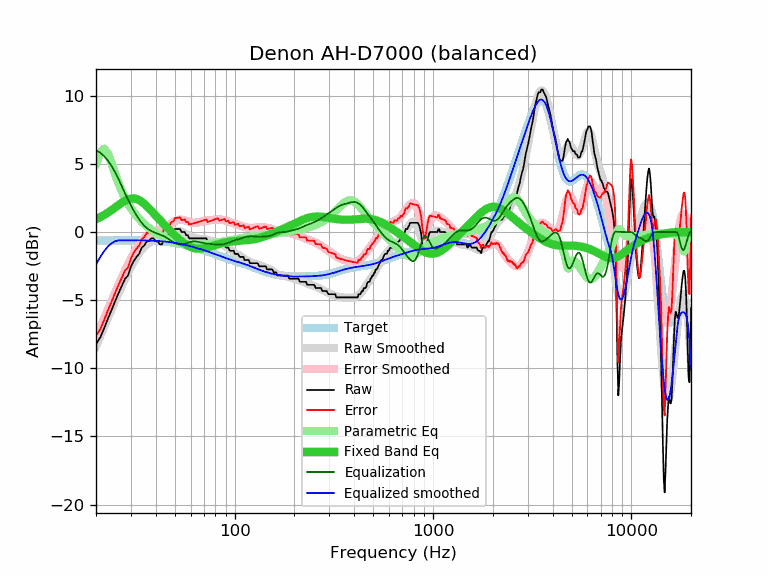 Denon AH-D7000 (balanced)
10
5
0
−5
−10
−15
−20
Amplitude (dBr)
Target
Raw Smoothed
Error Smoothed
Raw
Error
Parametric Eq
Fixed Band Eq
Equalization
Equalized smoothed
100 1000 10000
Frequency (Hz)